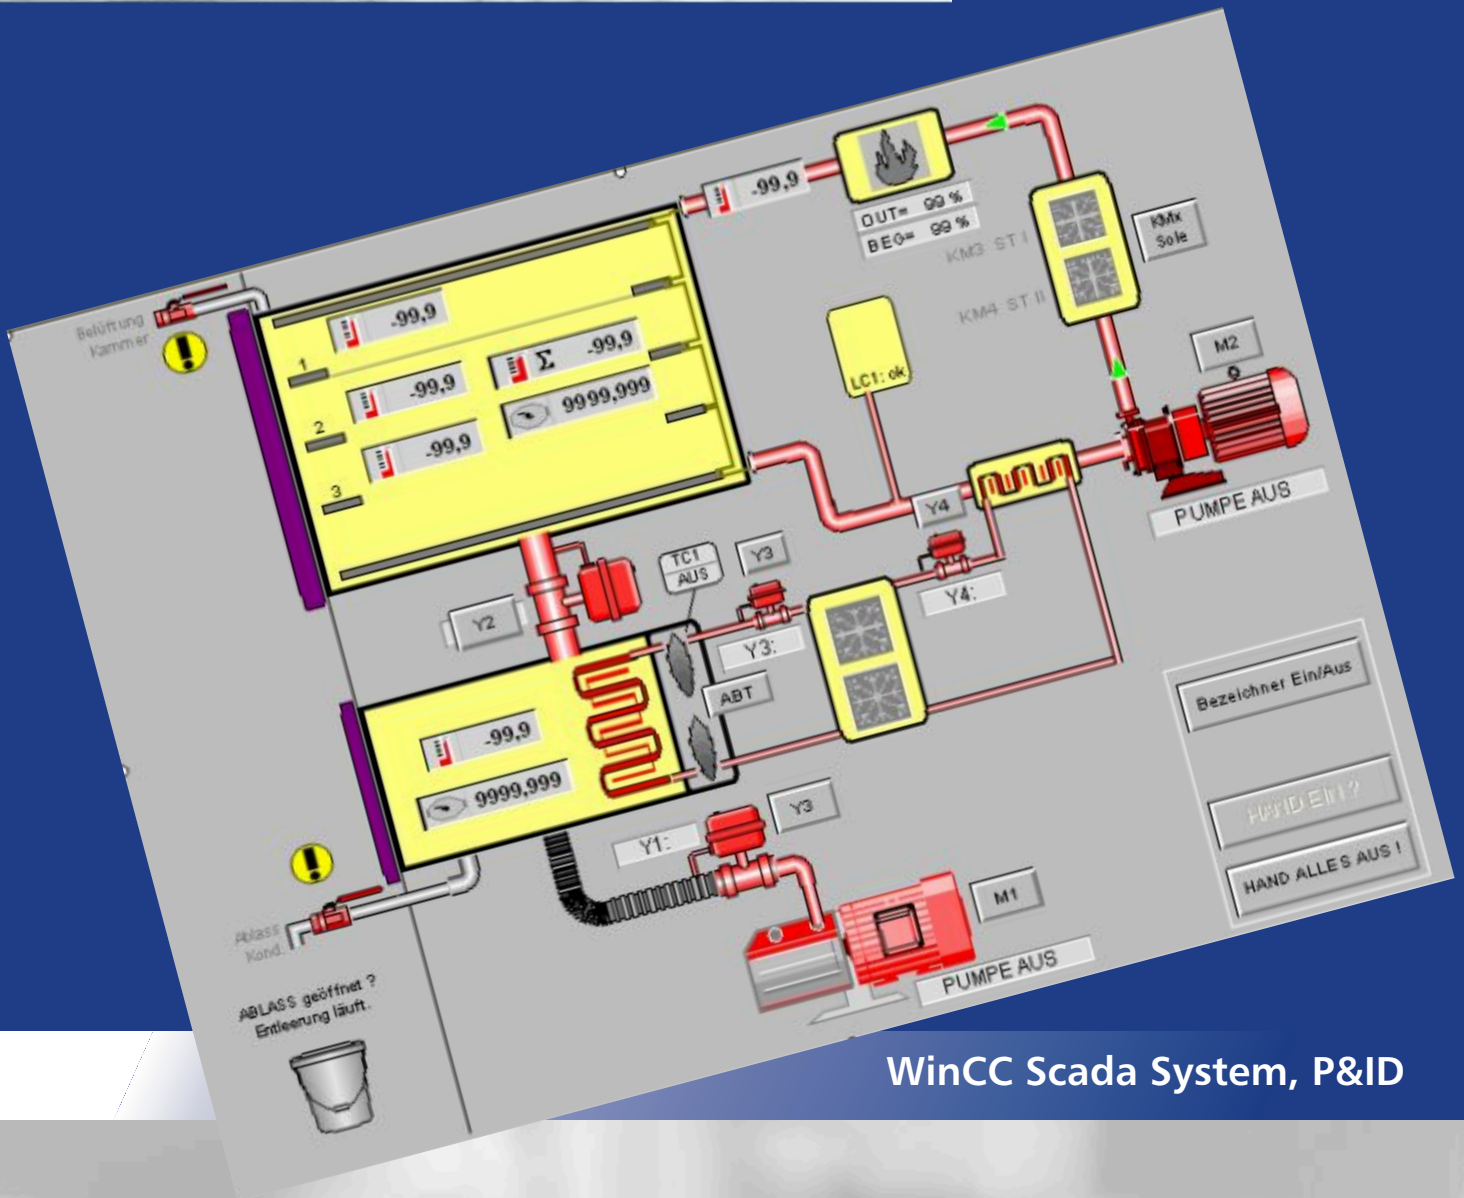 -99,9
OUT= 99 %
BEG= 99 %
KM3 ST I
KM4 ST II
KMx
Sole
Belüftung
Kammer
-99,9
1
Σ -99,9
-99,9
9999,999
2
-99,9
3
LC1: ok
M2
PUMPE AUS
Y4
Y4:
TC1
AUS
Y3
Y3:
Y2
ABT
-99,9
9999,999
Bezeichner Ein/Aus
HAND EIN ?
HAND ALLES AUS !
Y1:
Y3
M1
PUMPE AUS
Ablass
Kond.
ABLASS geöffnet ?
Entleerung läuft.
WinCC Scada System, P&ID